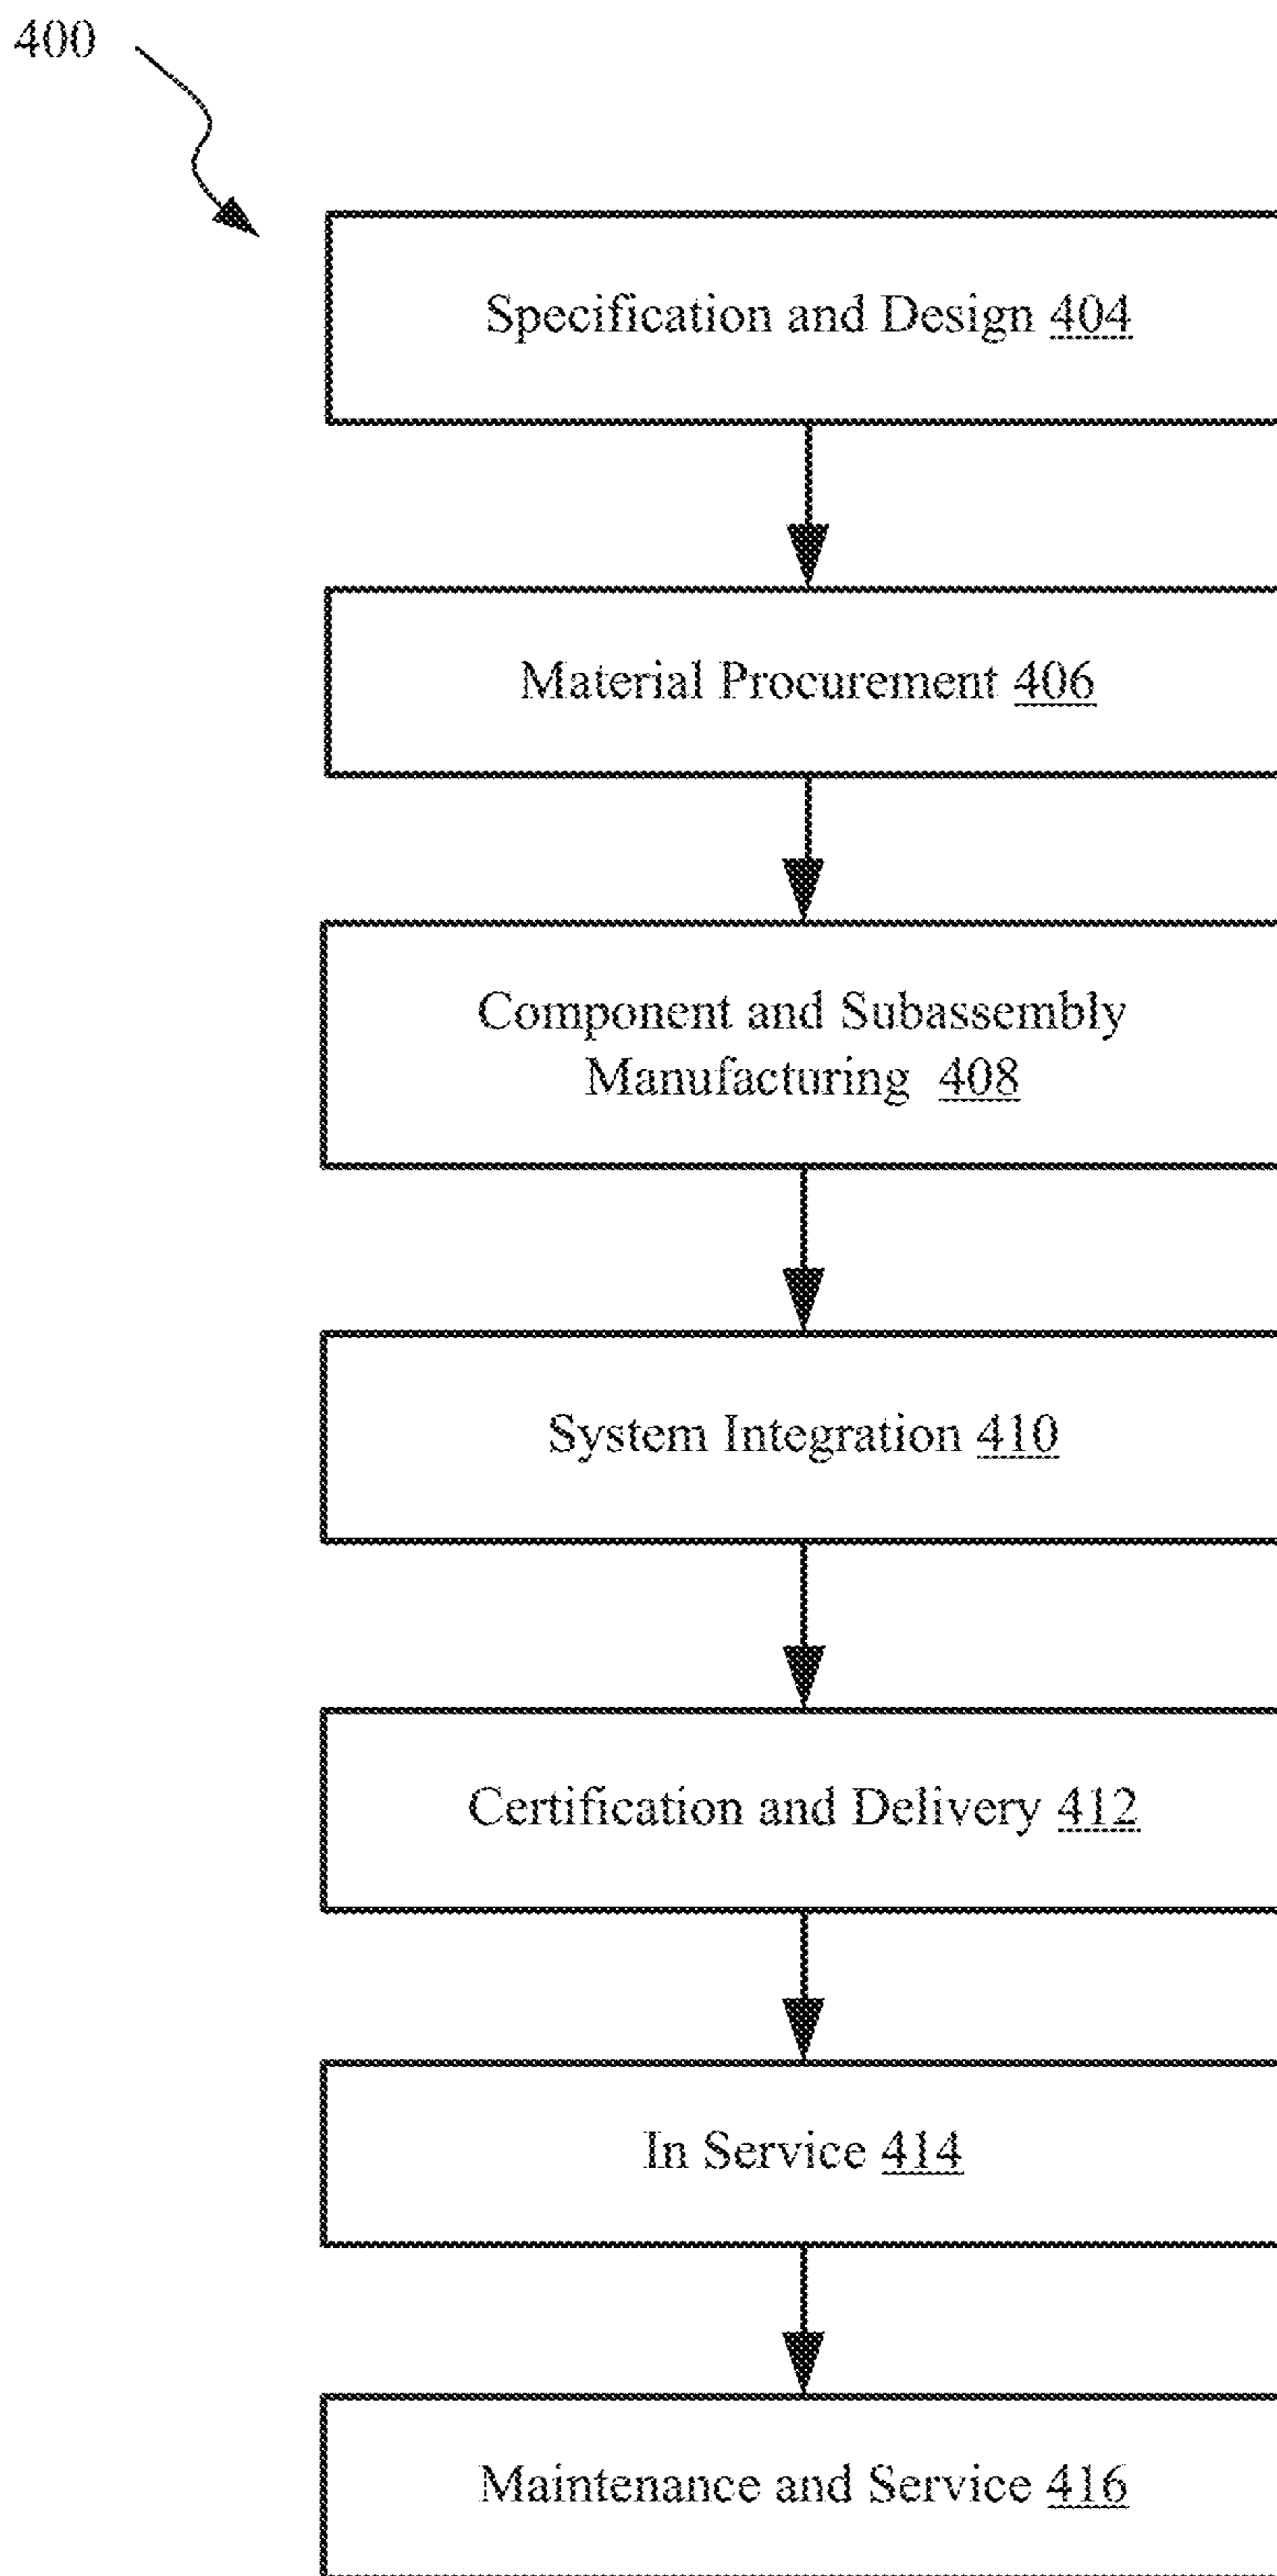 400
Specification and Design 404
Material Procurement 406
Component and Subassembly
Manufacturing 408
System Integration 410
Certification and Delivery 412
In Service 414
Maintenance and Service 416